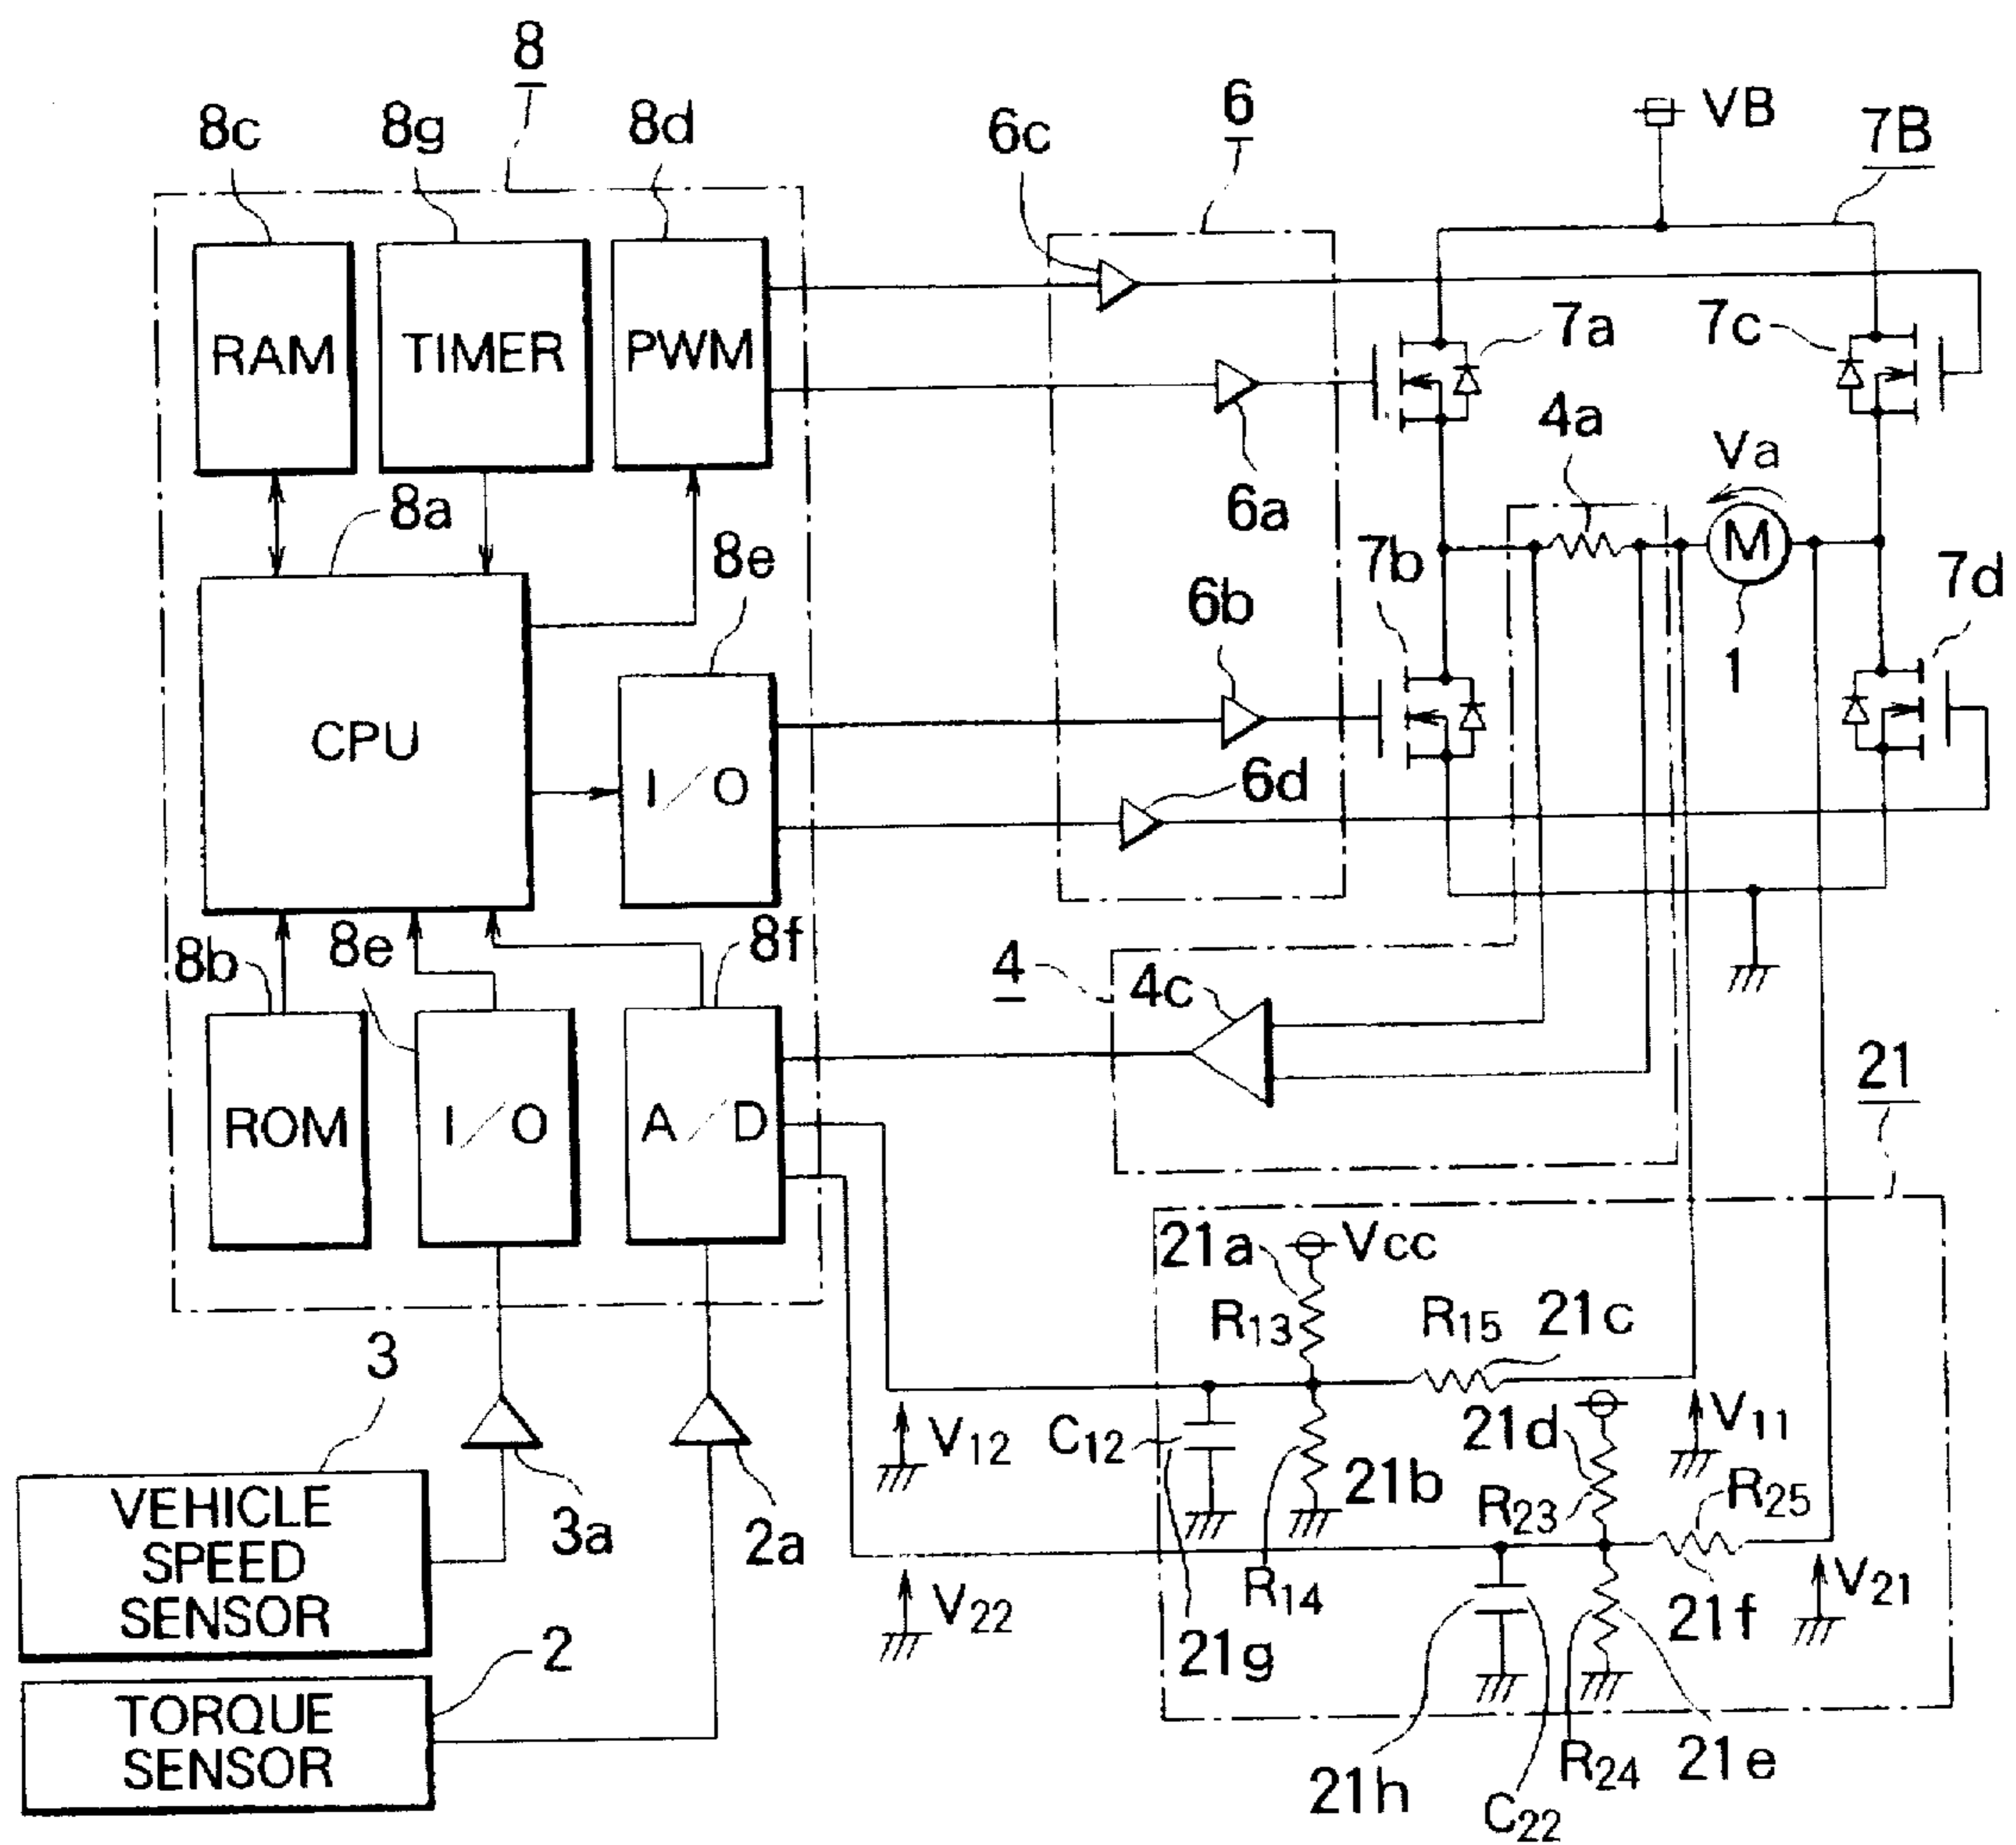 8
6
VB
8c
8g
8d
6c
7B
RAM
TIMER
PWM
7a
7c
4a
Va
6a
8a
8e
7b
M
7d
6b
1
CPU
I/O
6d
8b
8e
8f
4
4c
ROM
I/O
A/D
21
21a
Vcc
R13
R15
21c
3
V12
C12
21d
V11
21b
R23
R25
VEHICLE
SPEED
SENSOR
3a
2a
V22
R14
21f
V21
21g
2
TORQUE
SENSOR
21h
C22
R24
21e